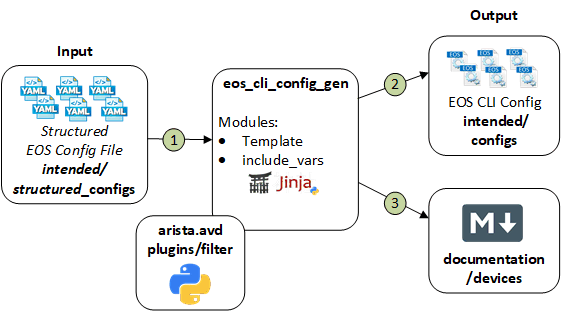 Input
YAML YAML YAML
YAML YAML YAML YAML
Structured
EOS Config File
intended/
structured_configs
1
eos_cli_config_gen
Modules:
• Template
• include_vars
Jinja
arista.avd
plugins/filter
2
3
Output
EOS EOS EOS
EOS EOS EOS
EOS CLI Config
intended/
configs
M
documentation
/devices